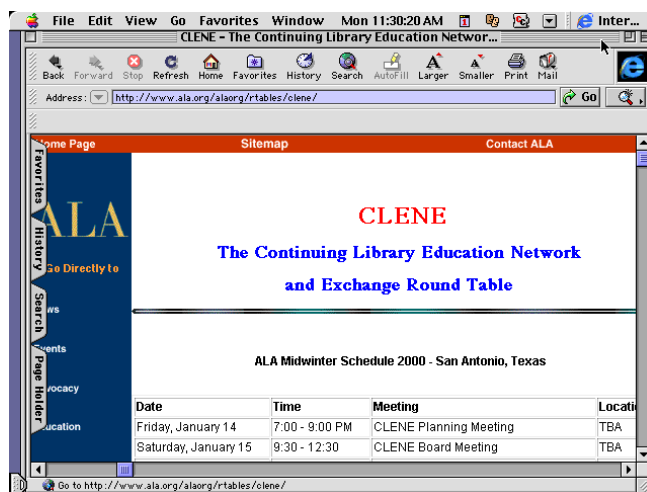 File Edit View Go Favorites Window Mon 11:30:20 AM Inter...
CLENE - The Continuing Library Education Networ...
Back Forward Stop Refresh Home Favorites History Search AutoFill Larger Smaller Print Mail
Address: http://www.ala.org/alaorg/rtables/clene/ Go
Home Page Sitemap Contact ALA
Favorites
History
Search
Page Holder
ALA
Go Directly to
Events
CLENE
The Continuing Library Education Network
and Exchange Round Table
ALA Midwinter Schedule 2000 - San Antonio, Texas
Date Time Meeting Locati
Friday, January 14 7:00 - 9:00 PM CLENE Planning Meeting TBA
Saturday, January 15 9:30 - 12:30 CLENE Board Meeting TBA
Go to http://www.ala.org/alaorg/rtables/clene/